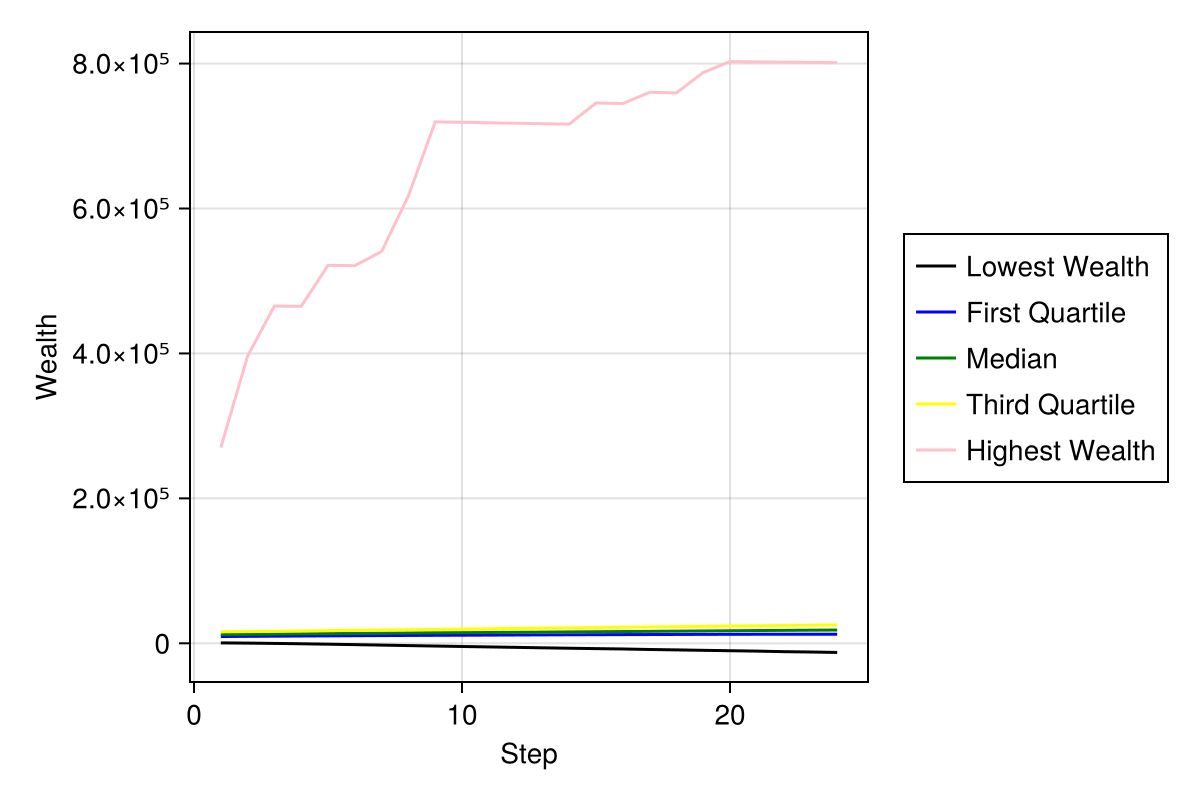 8.0×10⁵
6.0×10⁵
4.0×10⁵
2.0×10⁵
0
Wealth
0 10 20
Step
Lowest Wealth
First Quartile
Median
Third Quartile
Highest Wealth